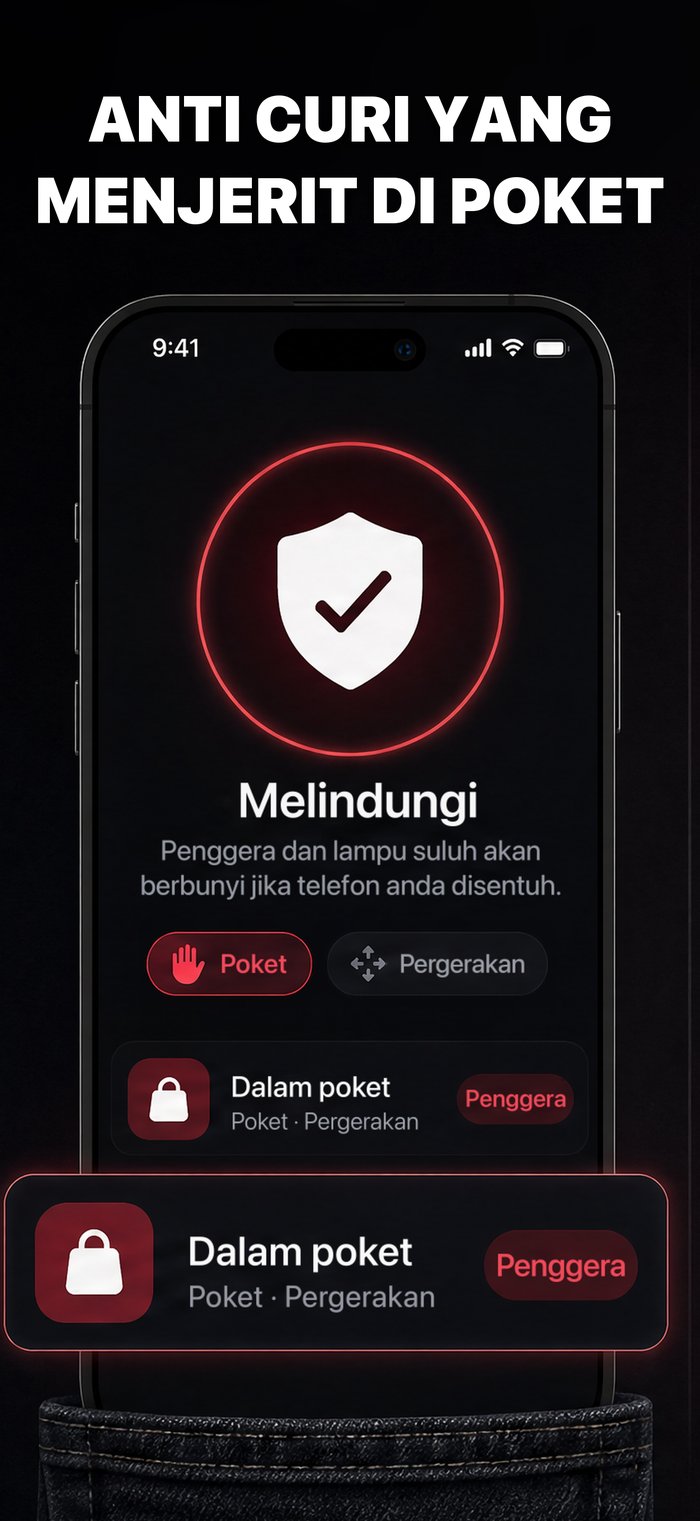 ANTI CURI YANG
MENJERIT DI POKET
9:41
Melindungi
Penggera dan lampu suluh akan
berbunyi jika telefon anda disentuh.
Poket
Pergerakan
Dalam poket
Poket · Pergerakan
Penggera
Dalam poket
Poket · Pergerakan
Penggera